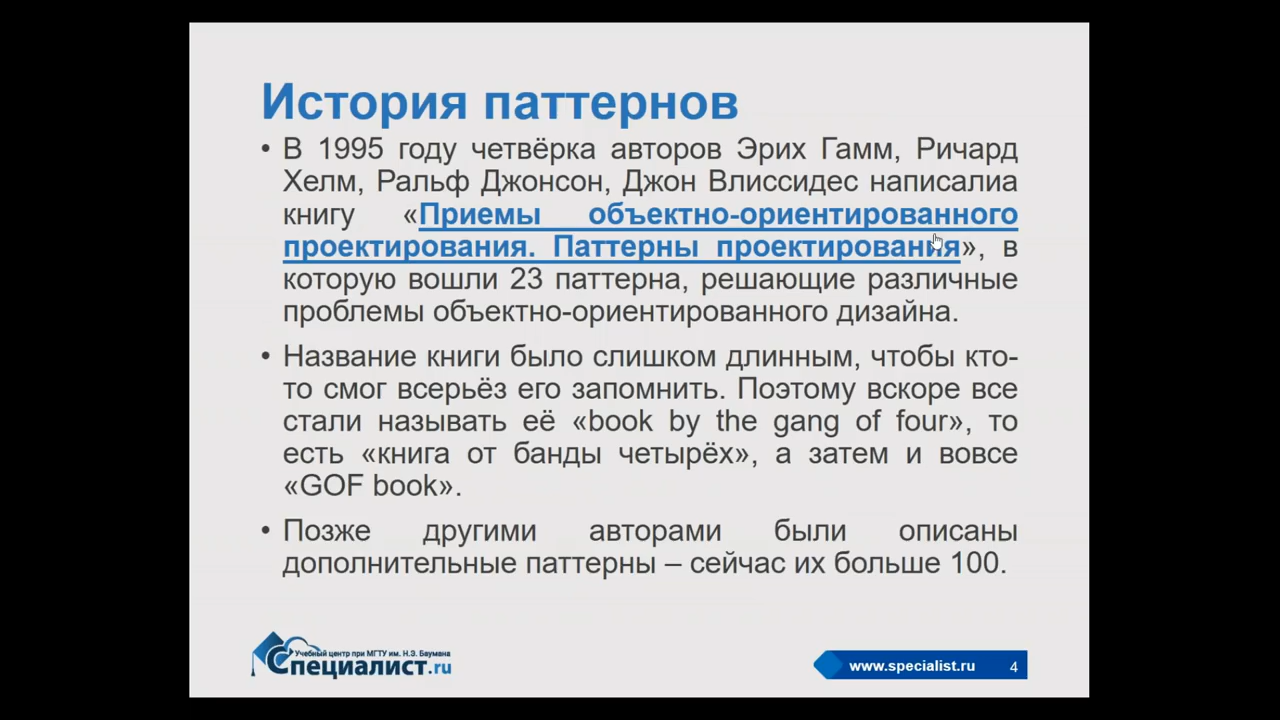 История паттернов
• В 1995 году четвёрка авторов Эрих Гамм, Ричард
Хелм, Ральф Джонсон, Джон Влиссидес написалиа
книгу «Приемы объектно-ориентированного
проектирования. Паттерны проектирования», в
которую вошли 23 паттерна, решающие различные
проблемы объектно-ориентированного дизайна.
• Название книги было слишком длинным, чтобы кто-
то смог всерьёз его запомнить. Поэтому вскоре все
стали называть её «book by the gang of four», то
есть «книга от банды четырёх», а затем и вовсе
«GOF book».
• Позже другими авторами были описаны
дополнительные паттерны – сейчас их больше 100.
Учебный центр при МГТУ им. Н.Э. Баумана
Специалист.ru
www.specialist.ru 4